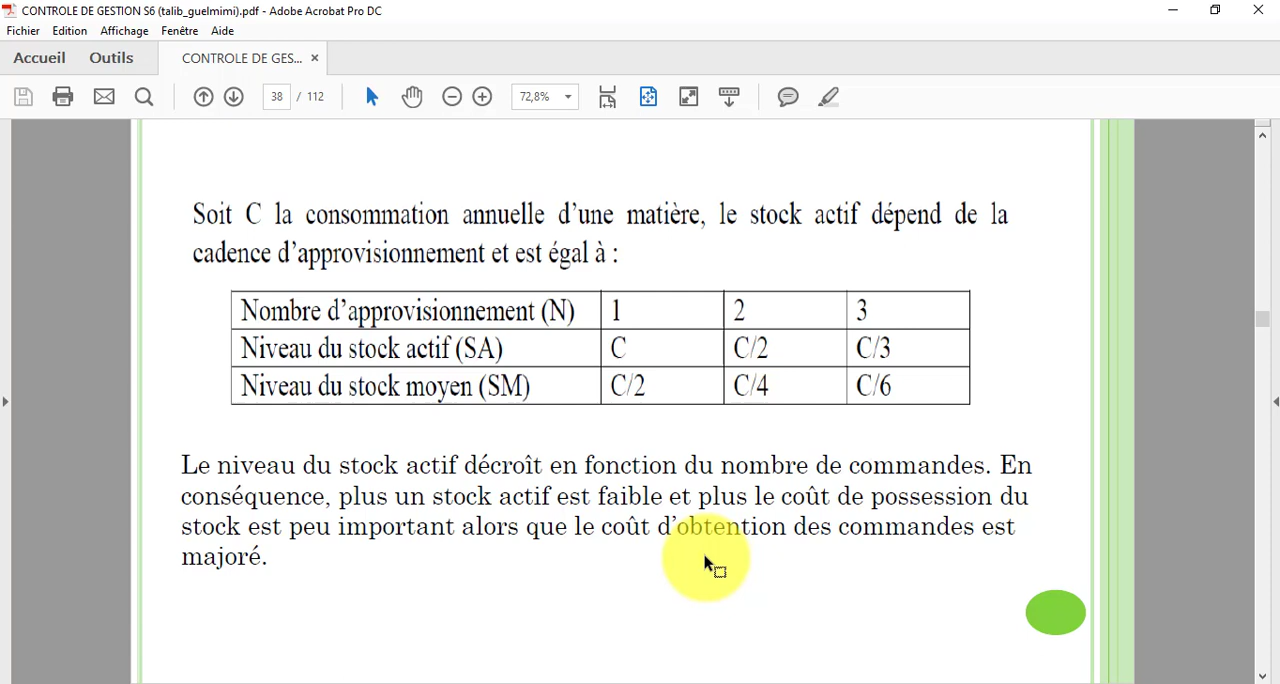 CONTROLE DE GESTION S6 (talib_guelmimi).pdf - Adobe Acrobat Pro DC
Fichier Edition Affichage Fenêtre Aide
Accueil Outils CONTROLE DE GES... ×
38 / 112 72,8%
Soit C la consommation annuelle d’une matière, le stock actif dépend de la
cadence d’approvisionnement et est égal à :
Nombre d’approvisionnement (N) 1 2 3
Niveau du stock actif (SA) C C/2 C/3
Niveau du stock moyen (SM) C/2 C/4 C/6
Le niveau du stock actif décroît en fonction du nombre de commandes. En
conséquence, plus un stock actif est faible et plus le coût de possession du
stock est peu important alors que le coût d’obtention des commandes est
majoré.